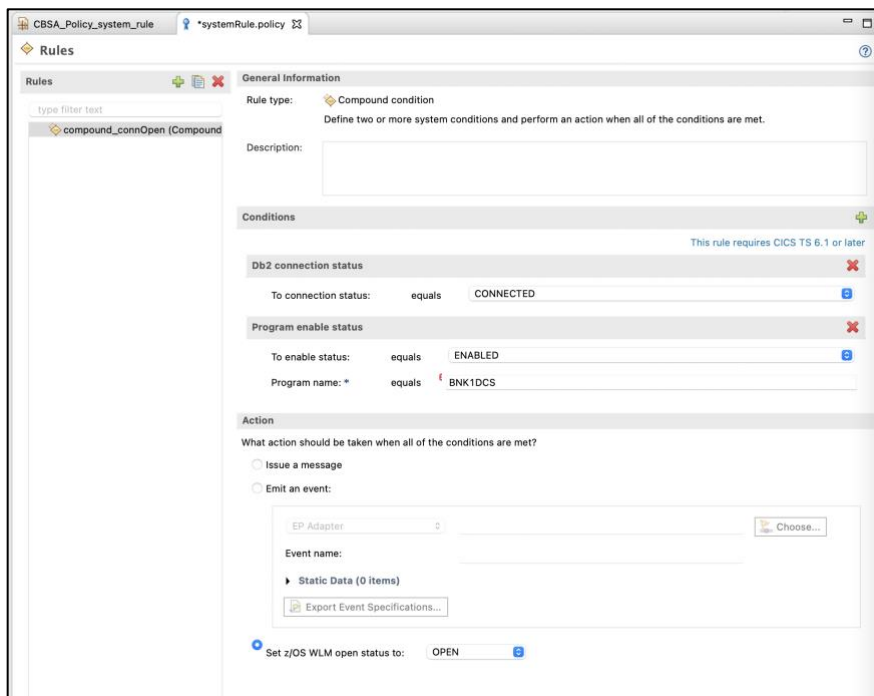 CBSA_Policy_system_rule
*systemRule.policy
Rules
Rules
type filter text
compound_connOpen (Compound
General Information
Rule type: Compound condition
Define two or more system conditions and perform an action when all of the conditions are met.
Description:
Conditions
This rule requires CICS TS 6.1 or later
Db2 connection status
To connection status: equals CONNECTED
Program enable status
To enable status: equals ENABLED
Program name: * equals BNK1DCS
Action
What action should be taken when all of the conditions are met?
Issue a message
Emit an event:
EP Adapter Choose...
Event name:
Static Data (0 items)
Export Event Specifications...
Set z/OS WLM open status to: OPEN